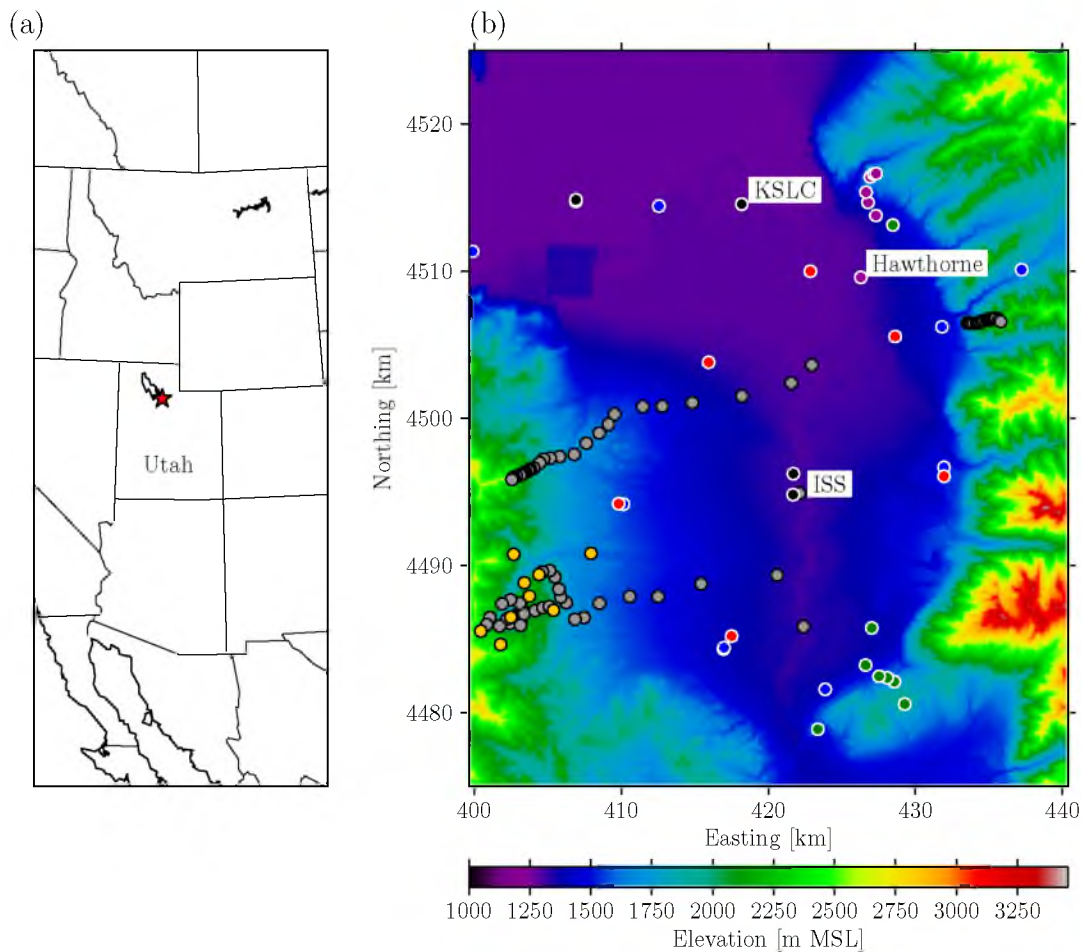 (a)
(b)
Utah
4520
4510
4500
4490
4480
Northing [km]
KSLC
Hawthorne
ISS
400
410
420
430
440
Easting [km]
1000 1250 1500 1750 2000 2250 2500 2750 3000 3250
Elevation [m MSL]